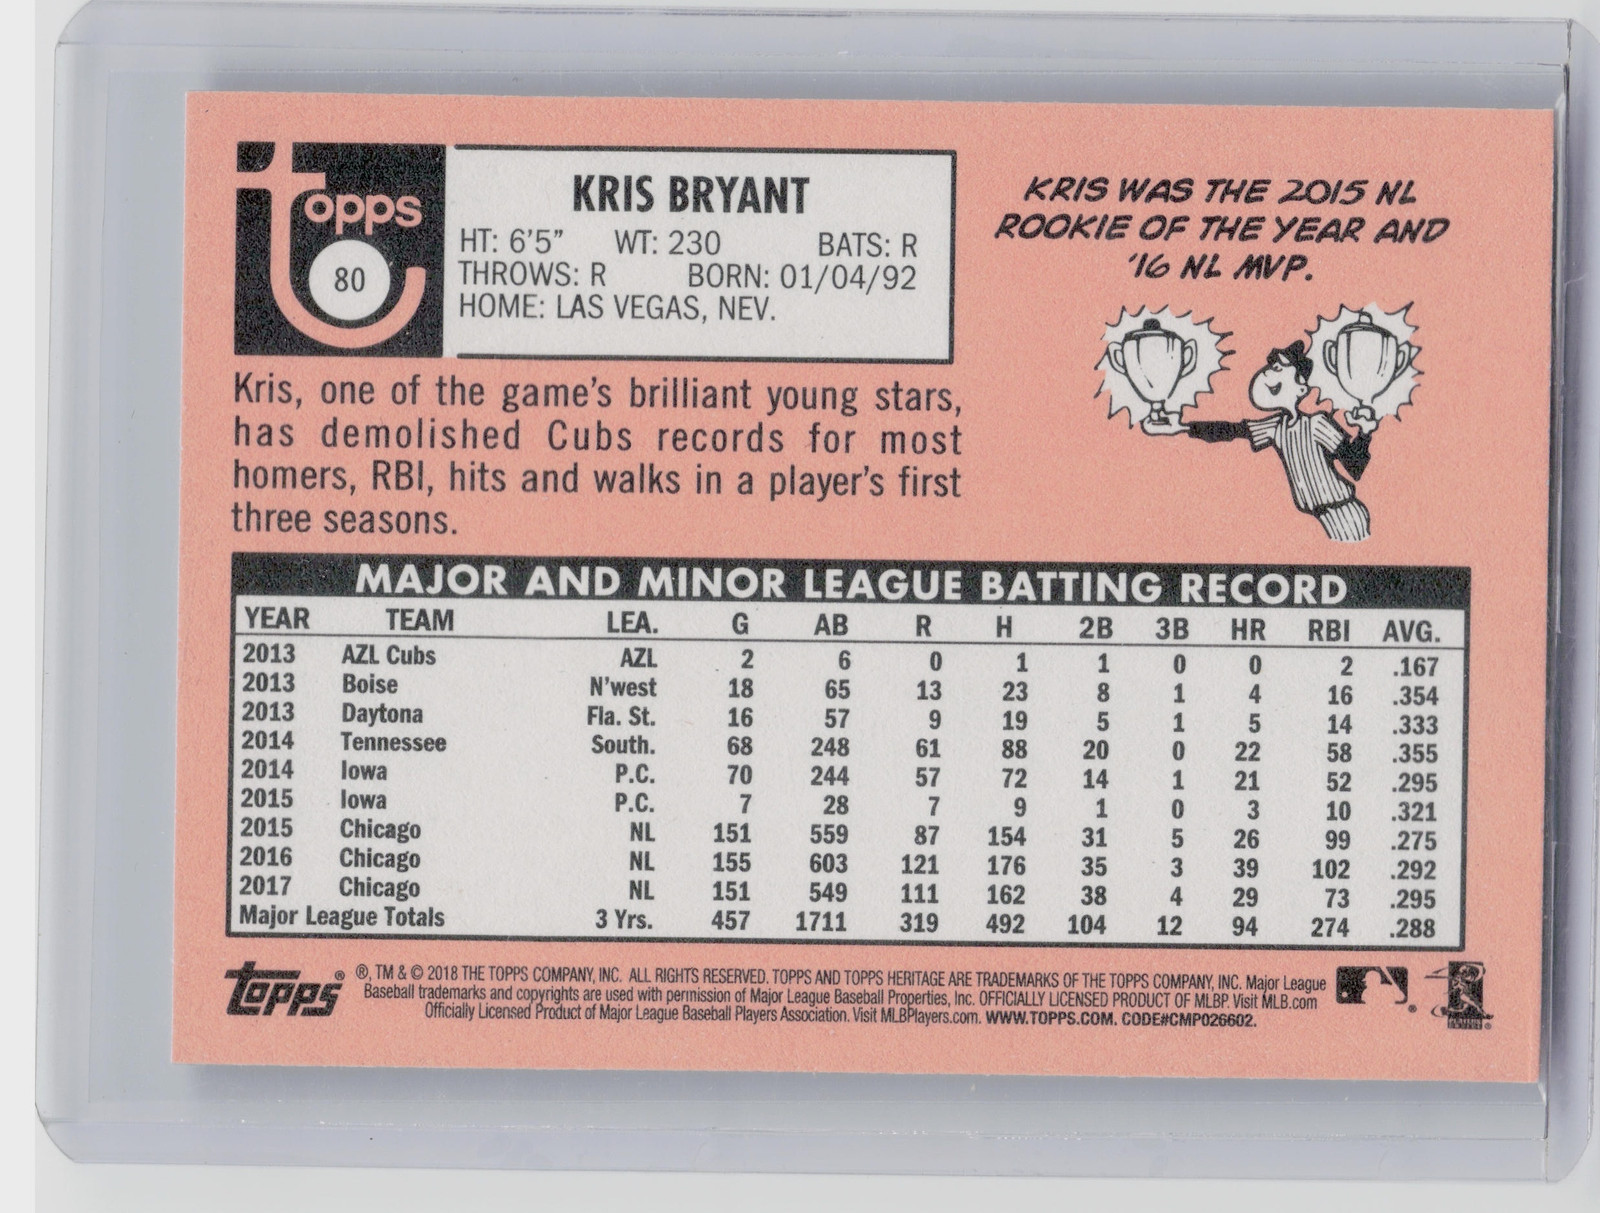 topps
80
KRIS BRYANT
HT: 6'5" WT: 230 BATS: R
THROWS: R BORN: 01/04/92
HOME: LAS VEGAS, NEV.
KRIS WAS THE 2015 NL
ROOKIE OF THE YEAR AND
'16 NL MVP.
Kris, one of the game's brilliant young stars,
has demolished Cubs records for most
homers, RBI, hits and walks in a player's first
three seasons.
MAJOR AND MINOR LEAGUE BATTING RECORD
YEAR TEAM LEA. G AB R H 2B 3B HR RBI AVG.
2013 AZL Cubs AZL 2 6 0 1 1 0 0 2 .167
2013 Boise N'west 18 65 13 23 8 1 4 16 .354
2013 Daytona Fla. St. 16 57 9 19 5 1 5 14 .333
2014 Tennessee South. 68 248 61 88 20 0 22 58 .355
2014 Iowa P.C. 70 244 57 72 14 1 21 52 .295
2015 Iowa P.C. 7 28 7 9 1 0 3 10 .321
2015 Chicago NL 151 559 87 154 31 5 26 99 .275
2016 Chicago NL 155 603 121 176 35 3 39 102 .292
2017 Chicago NL 151 549 111 162 38 4 29 73 .295
Major League Totals 3 Yrs. 457 1711 319 492 104 12 94 274 .288
topps® ®, TM & © 2018 THE TOPPS COMPANY, INC. ALL RIGHTS RESERVED. TOPPS AND TOPPS HERITAGE ARE TRADEMARKS OF THE TOPPS COMPANY, INC. Major League
Baseball trademarks and copyrights are used with permission of Major League Baseball Properties, Inc. OFFICIALLY LICENSED PRODUCT OF MLBP. Visit MLB.com
Officially Licensed Product of Major League Baseball Players Association. Visit MLBPlayers.com. WWW.TOPPS.COM. CODE#CMP026602.